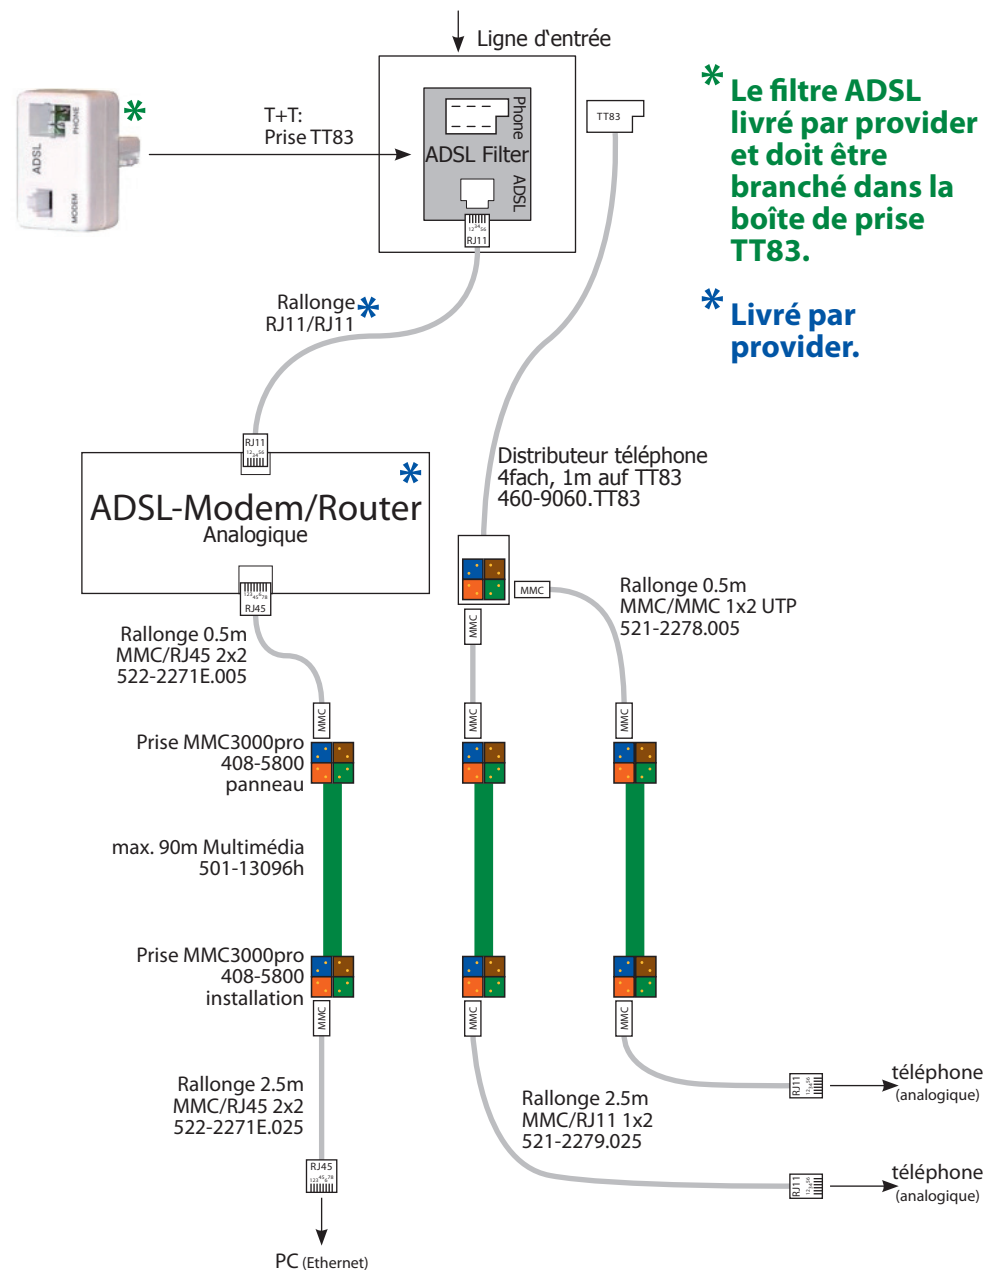 Ligne d'entrée
PHONE
ADSL
MODEM
*
T+T:
Prise TT83
Phone
ADSL Filter
ADSL
123456
RJ11
TT83
* Le filtre ADSL
livré par provider
et doit être
branché dans la
boîte de prise
TT83.
* Livré par
provider.
Rallonge *
RJ11/RJ11
RJ11
123456
*
ADSL-Modem/Router
Analogique
12345678
RJ45
Distributeur téléphone
4fach, 1m auf TT83
460-9060.TT83
MMC
MMC
Rallonge 0.5m
MMC/MMC 1x2 UTP
521-2278.005
Rallonge 0.5m
MMC/RJ45 2x2
522-2271E.005
MMC
MMC
MMC
Prise MMC3000pro
408-5800
panneau
max. 90m Multimédia
501-13096h
Prise MMC3000pro
408-5800
installation
MMC
MMC
MMC
Rallonge 2.5m
MMC/RJ45 2x2
522-2271E.025
Rallonge 2.5m
MMC/RJ11 1x2
521-2279.025
RJ11
123456
téléphone
(analogique)
RJ11
123456
téléphone
(analogique)
RJ45
12345678
PC (Ethernet)